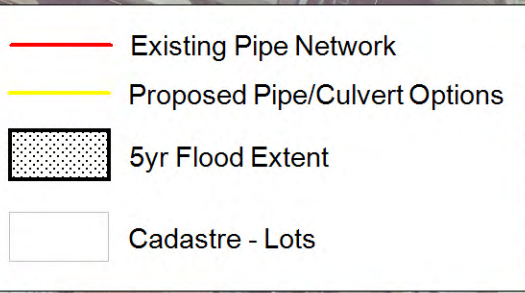 Existing Pipe Network
Proposed Pipe/Culvert Options
5yr Flood Extent
Cadastre - Lots